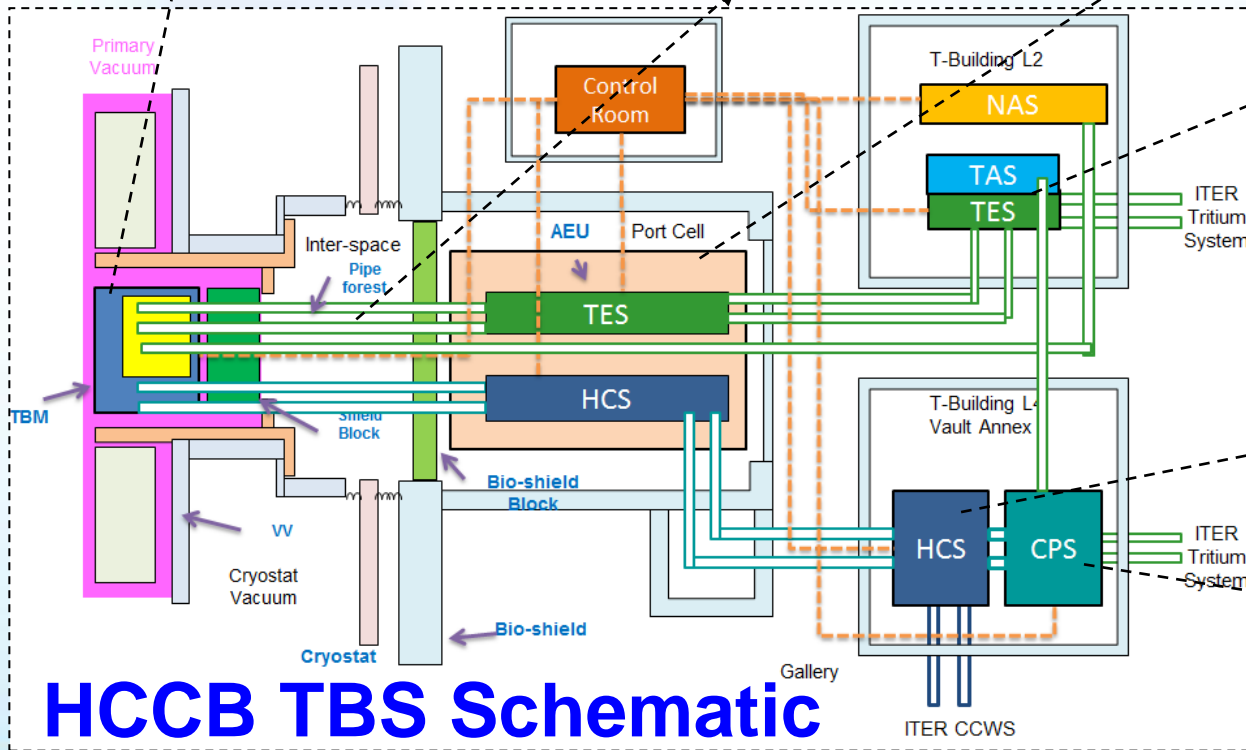 Primary
Vacuum
Control
Room
T-Building L2
NAS
TAS
TES
ITER
Tritium
System
Inter-space
AEU
Port Cell
Pipe
forest
TES
HCS
TBM
Shield
Block
T-Building L4
Vault Annex
Bio-shield
Block
VV
HCS
CPS
ITER
Tritium
System
Cryostat
Vacuum
Bio-shield
Cryostat
Gallery
HCCB TBS Schematic
ITER CCWS